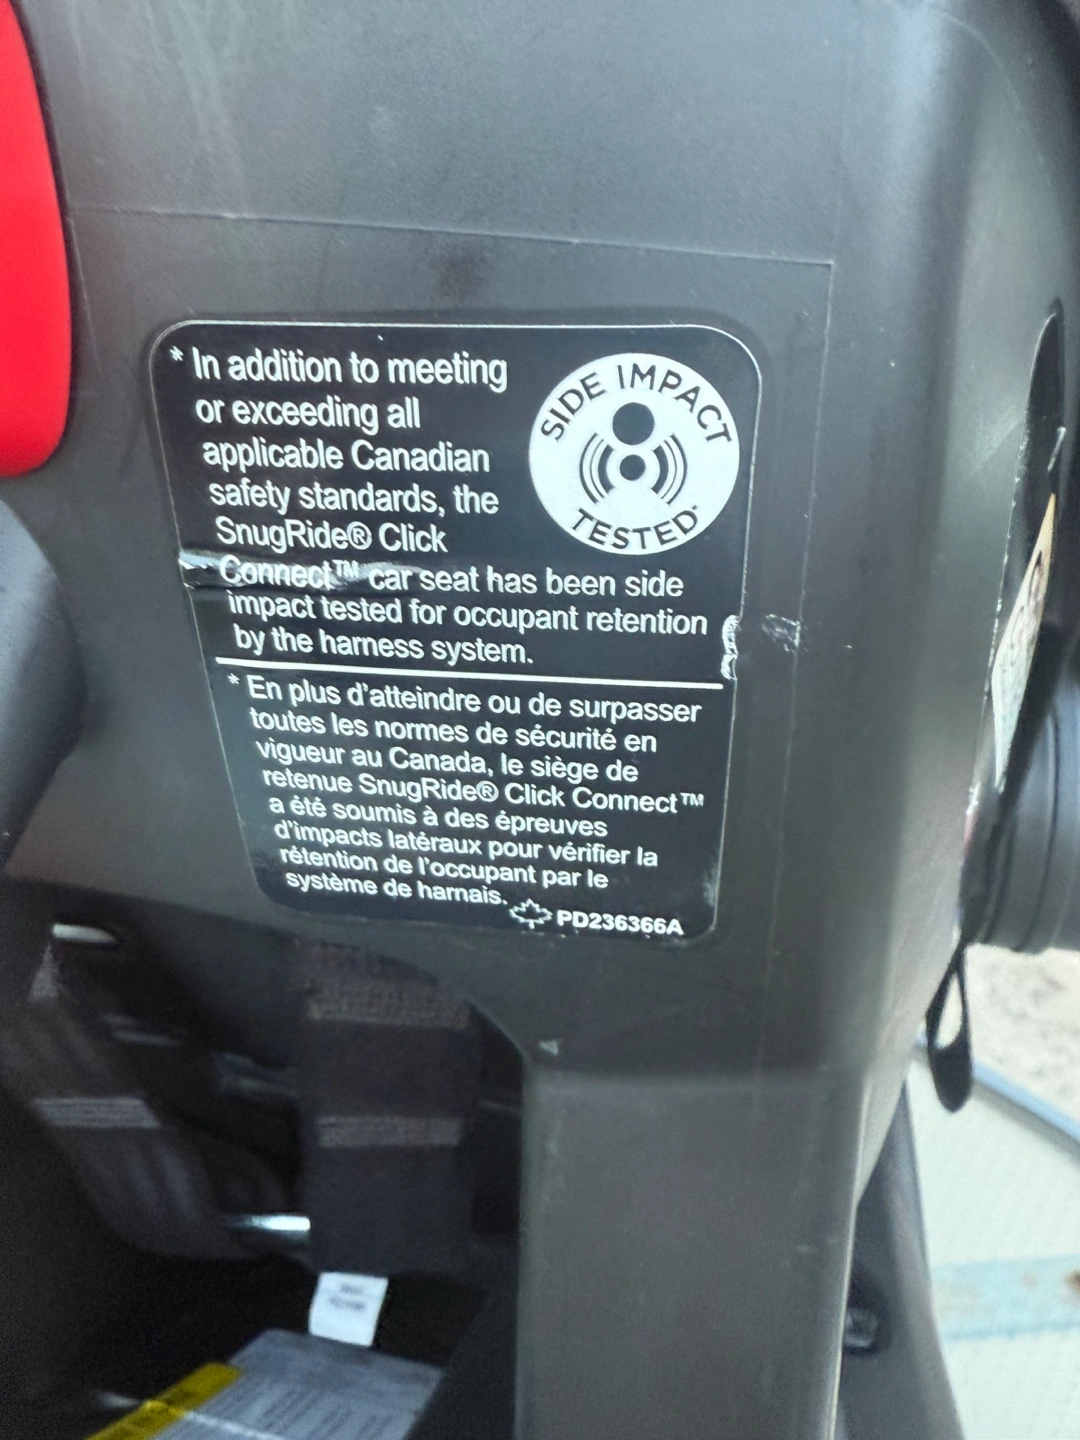 * In addition to meeting
or exceeding all
applicable Canadian
safety standards, the
SnugRide® Click
Connect™ car seat has been side
impact tested for occupant retention
by the harness system.
SIDE IMPACT
TESTED
* En plus d'atteindre ou de surpasser
toutes les normes de sécurité en
vigueur au Canada, le siège de
retenue SnugRide® Click Connect™
a été soumis à des épreuves
d'impacts latéraux pour vérifier la
rétention de l'occupant par le
système de harnais.
PD236366A